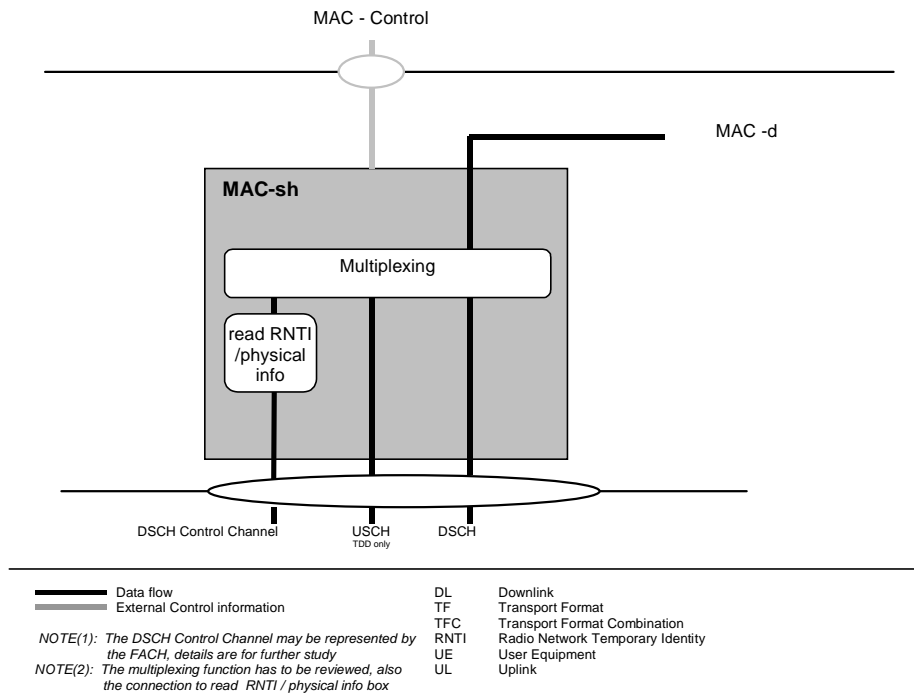 MAC - Control
MAC -d
MAC-sh
Multiplexing
read RNTI
/physical
info
DSCH Control Channel
USCH
TDD only
DSCH
Data flow
External Control information
NOTE(1): The DSCH Control Channel may be represented by
the FACH, details are for further study
NOTE(2): The multiplexing function has to be reviewed, also
the connection to read RNTI / physical info box
DL Downlink
TF Transport Format
TFC Transport Format Combination
RNTI Radio Network Temporary Identity
UE User Equipment
UL Uplink